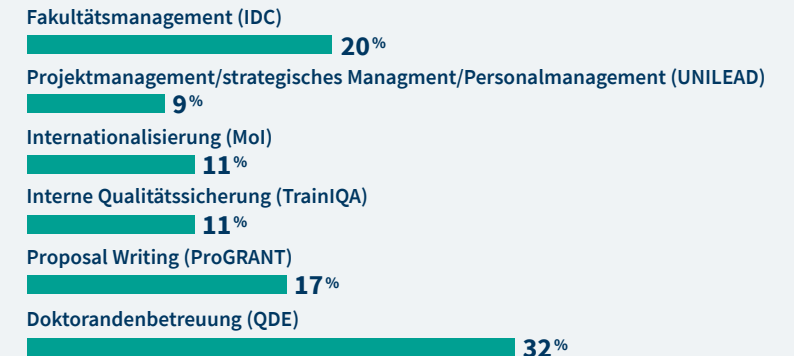 Fakultätsmanagement (IDC)
20%
Projektmanagement/strategisches Managment/Personalmanagement (UNILEAD)
9%
Internationalisierung (MoI)
11%
Interne Qualitätssicherung (TrainIQA)
11%
Proposal Writing (ProGRANT)
17%
Doktorandenbetreuung (QDE)
32%